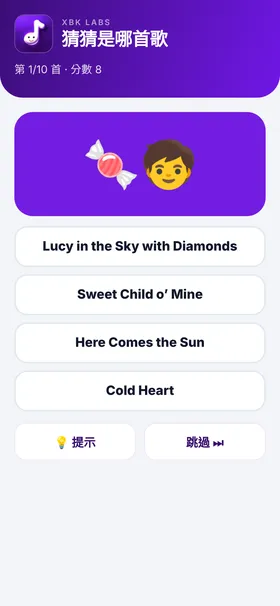 XBK LABS
猜猜是哪首歌
第 1/10 首 · 分數 8
Lucy in the Sky with Diamonds
Sweet Child o’ Mine
Here Comes the Sun
Cold Heart
💡 提示
跳過 ⏭